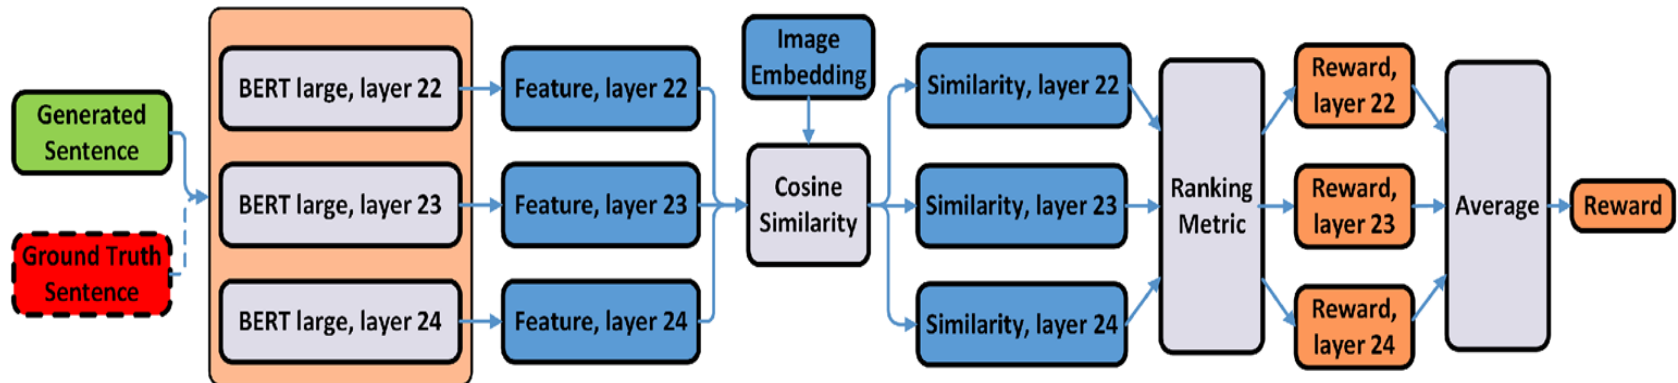 Generated
Sentence
Ground Truth
Sentence
BERT large, layer 22
BERT large, layer 23
BERT large, layer 24
Feature, layer 22
Feature, layer 23
Feature, layer 24
Image
Embedding
Cosine
Similarity
Similarity, layer 22
Similarity, layer 23
Similarity, layer 24
Ranking
Metric
Reward,
layer 22
Reward,
layer 23
Reward,
layer 24
Average
Reward